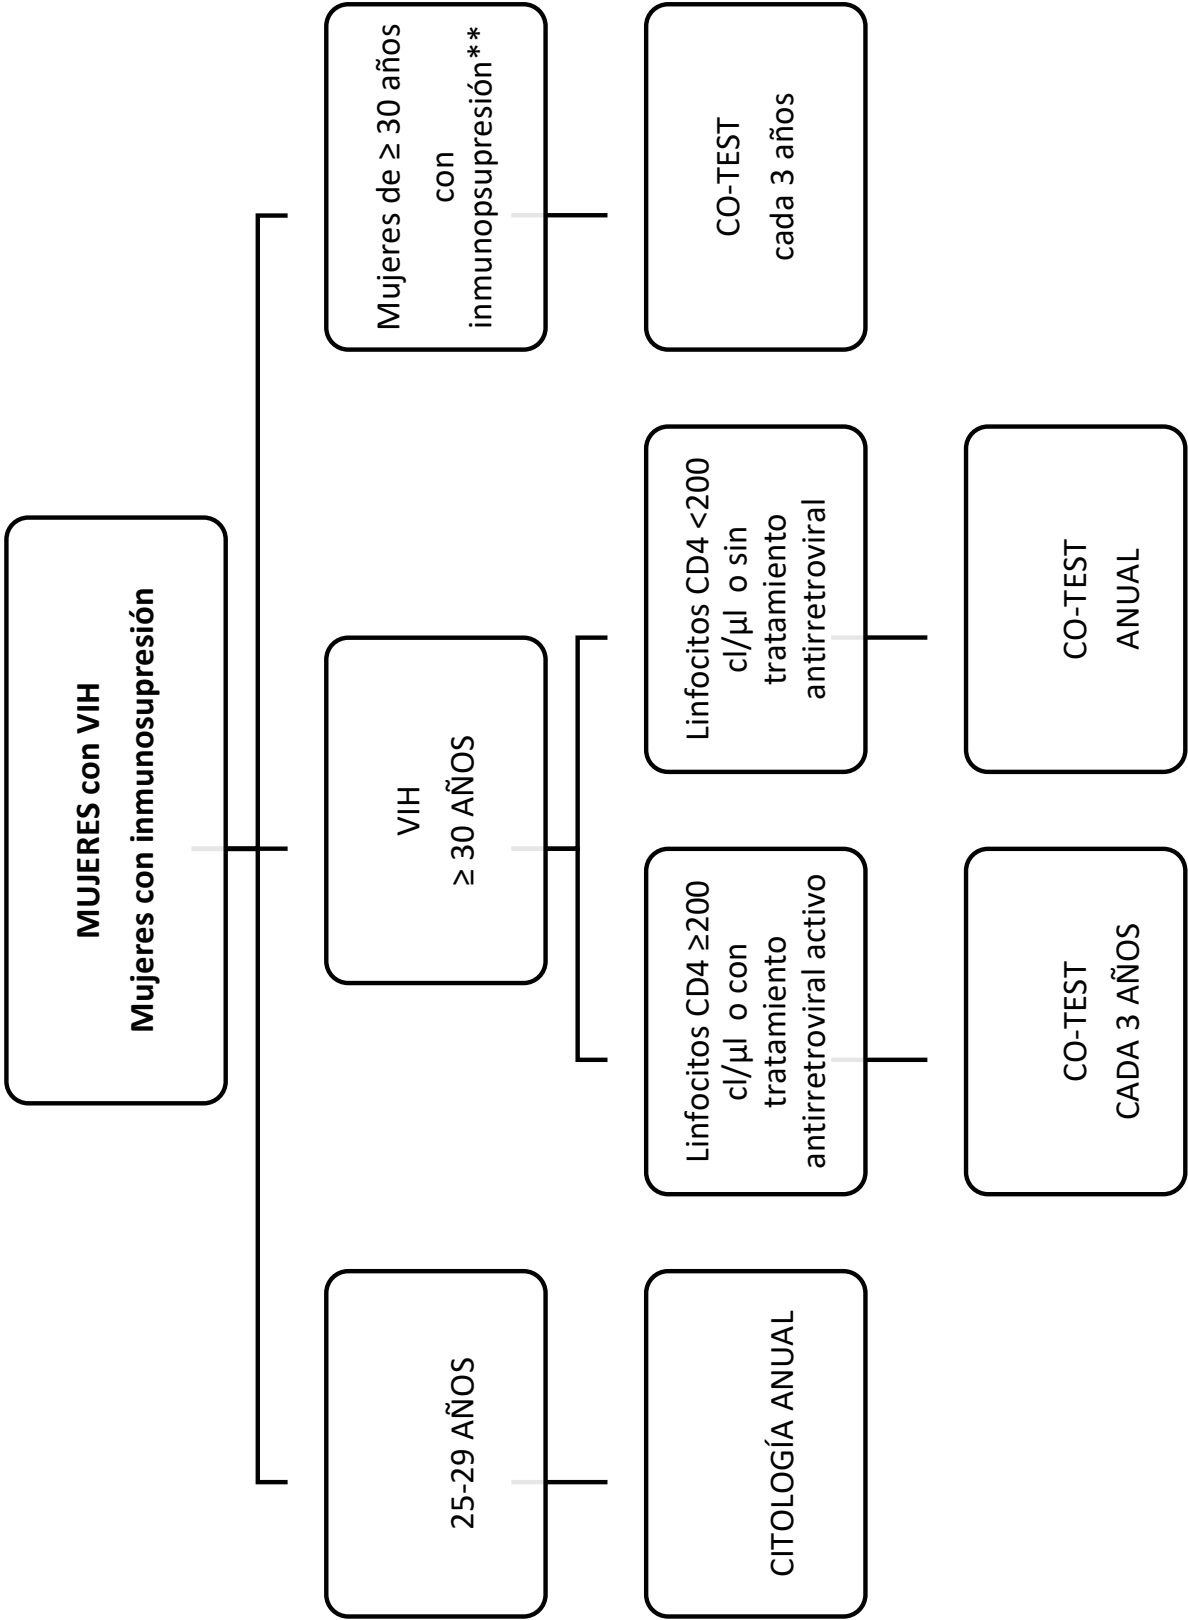 MUJERES con VIH
Mujeres con inmunosupresión
25-29 AÑOS
CITOLOGÍA ANUAL
VIH
≥ 30 AÑOS
Linfocitos CD4 ≥200
cl/µl o con
tratamiento
antirretroviral activo
CO-TEST
CADA 3 AÑOS
Linfocitos CD4 <200
cl/µl o sin
tratamiento
antirretroviral
CO-TEST
ANUAL
Mujeres de ≥ 30 años
con
inmunopsupresión**
CO-TEST
cada 3 años